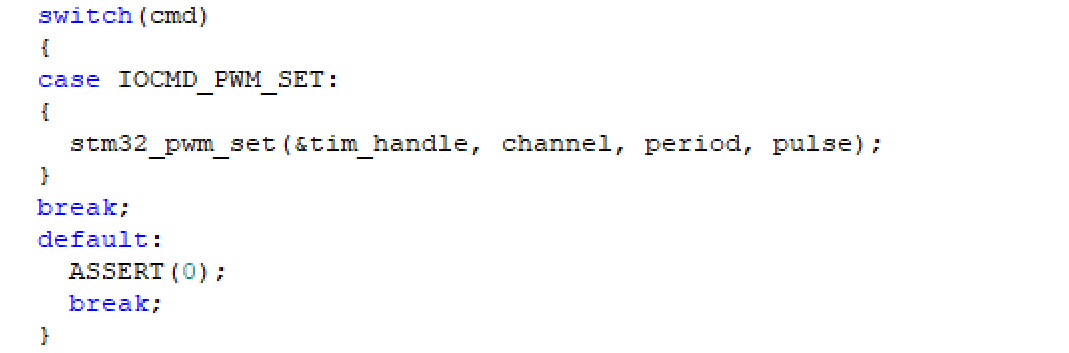 switch(cmd)
{
case IOCMD_PWM_SET:
{
  stm32_pwm_set(&tim_handle, channel, period, pulse);
}
break;
default:
  ASSERT(0);
  break;
}